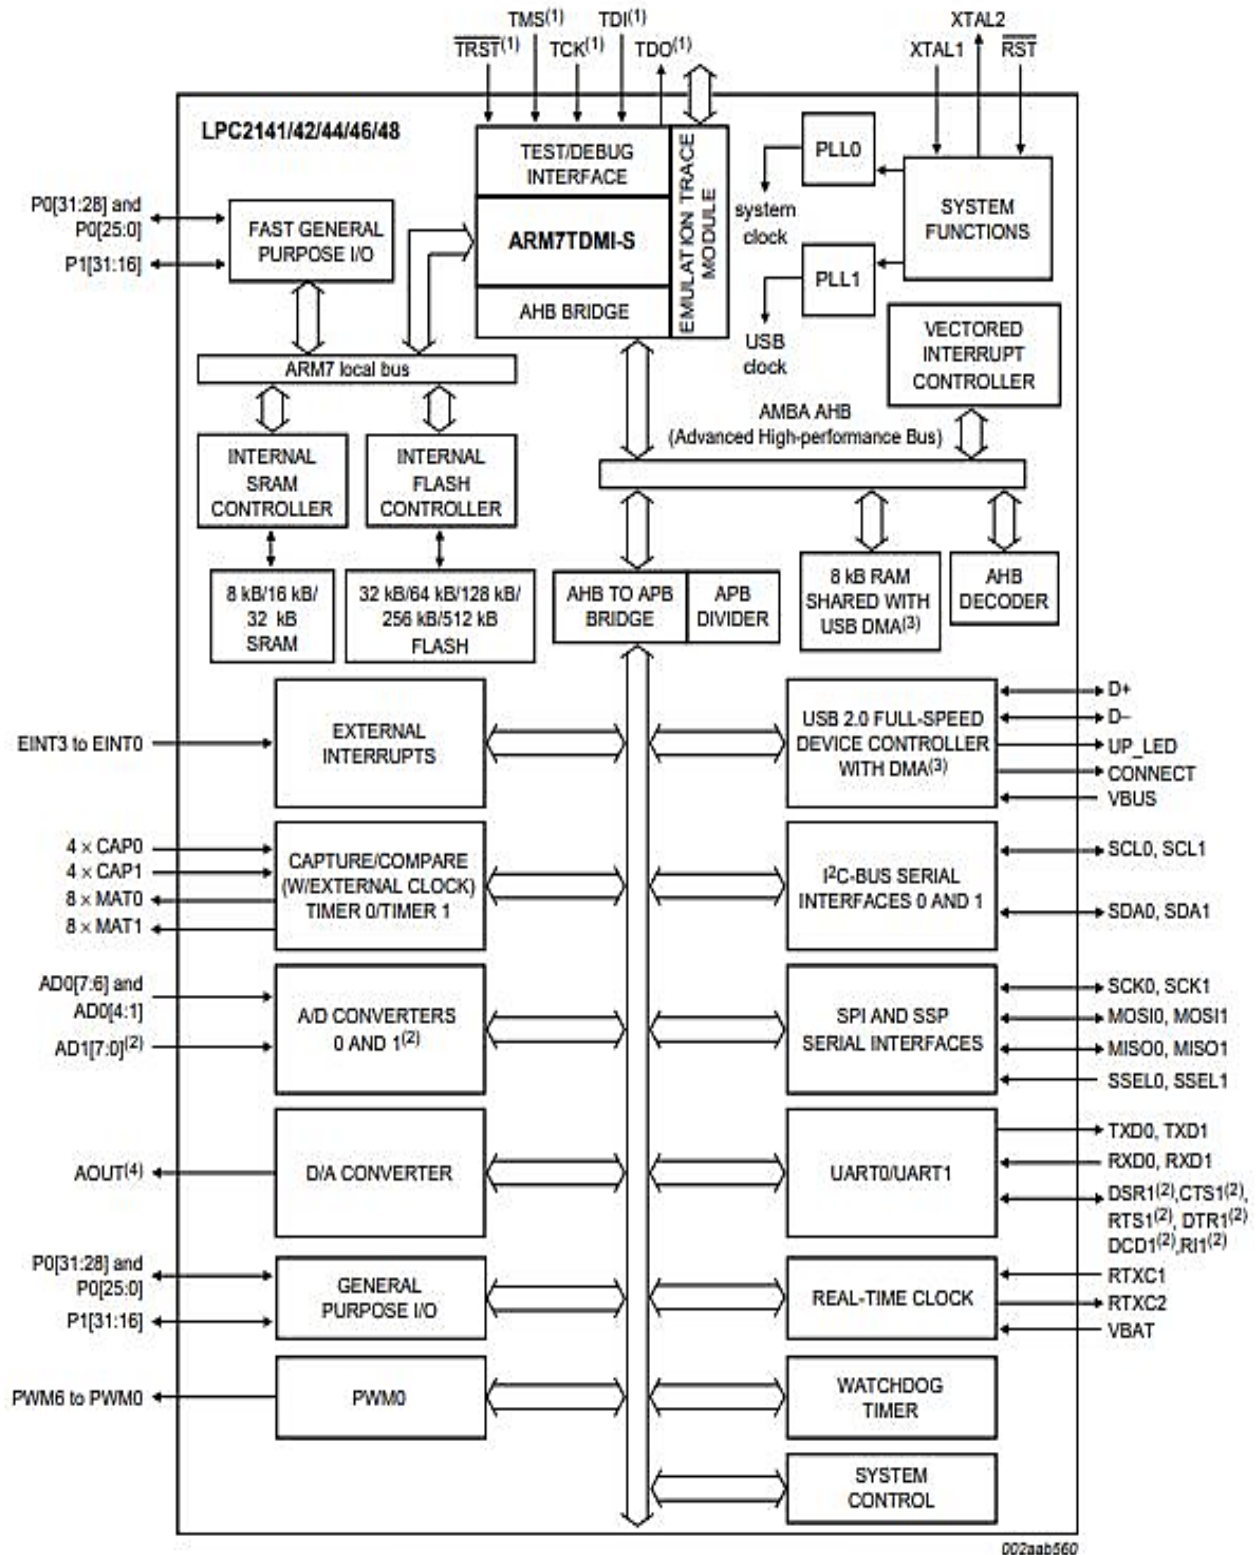 XTAL2
TMS(1)
TDI(1)
TRST(1)
TCK(1)
TDO(1)
XTAL1
RST
LPC2141/42/44/46/48
TEST/DEBUG
INTERFACE
ARM7TDMI-S
AHB BRIDGE
EMULATION TRACE
MODULE
PLL0
system
clock
PLL1
USB
clock
SYSTEM
FUNCTIONS
P0[31:28] and
P0[25:0]
P1[31:16]
FAST GENERAL
PURPOSE I/O
VECTORED
INTERRUPT
CONTROLLER
ARM7 local bus
AMBA AHB
(Advanced High-performance Bus)
INTERNAL
SRAM
CONTROLLER
INTERNAL
FLASH
CONTROLLER
8 kB/16 kB/
32 kB
SRAM
32 kB/64 kB/128 kB/
256 kB/512 kB
FLASH
AHB TO APB
BRIDGE
APB
DIVIDER
8 kB RAM
SHARED WITH
USB DMA(3)
AHB
DECODER
EINT3 to EINT0
EXTERNAL
INTERRUPTS
USB 2.0 FULL-SPEED
DEVICE CONTROLLER
WITH DMA(3)
D+
D−
UP_LED
CONNECT
VBUS
4 × CAP0
4 × CAP1
8 × MAT0
8 × MAT1
CAPTURE/COMPARE
(W/EXTERNAL CLOCK)
TIMER 0/TIMER 1
I2C-BUS SERIAL
INTERFACES 0 AND 1
SCL0, SCL1
SDA0, SDA1
AD0[7:6] and
AD0[4:1]
AD1[7:0](2)
A/D CONVERTERS
0 AND 1(2)
SPI AND SSP
SERIAL INTERFACES
SCK0, SCK1
MOSI0, MOSI1
MISO0, MISO1
SSEL0, SSEL1
AOUT(4)
D/A CONVERTER
UART0/UART1
TXD0, TXD1
RXD0, RXD1
DSR1(2),CTS1(2),
RTS1(2), DTR1(2)
DCD1(2),RI1(2)
P0[31:28] and
P0[25:0]
P1[31:16]
GENERAL
PURPOSE I/O
REAL-TIME CLOCK
RTXC1
RTXC2
VBAT
PWM6 to PWM0
PWM0
WATCHDOG
TIMER
SYSTEM
CONTROL
002aab560